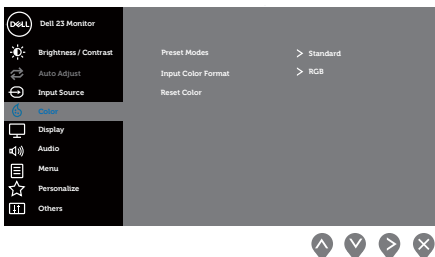 DELL Dell 23 Monitor
Brightness / Contrast Preset Modes > Standard
Auto Adjust Input Color Format > RGB
Input Source Reset Color
Color
Display
Audio
Menu
Personalize
Others